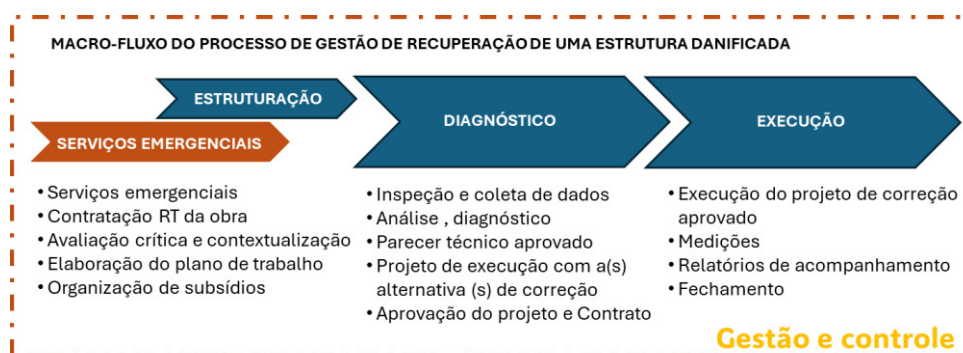 MACRO-FLUXO DO PROCESSO DE GESTÃO DE RECUPERAÇÃO DE UMA ESTRUTURA DANIFICADA
ESTRUTURAÇÃO
SERVIÇOS EMERGENCIAIS
DIAGNÓSTICO
EXECUÇÃO
• Serviços emergenciais
• Contratação RT da obra
• Avaliação crítica e contextualização
• Elaboração do plano de trabalho
• Organização de subsídios
• Inspeção e coleta de dados
• Análise , diagnóstico
• Parecer técnico aprovado
• Projeto de execução com a(s)
alternativa (s) de correção
• Aprovação do projeto e Contrato
• Execução do projeto de correção
aprovado
• Medições
• Relatórios de acompanhamento
• Fechamento
Gestão e controle